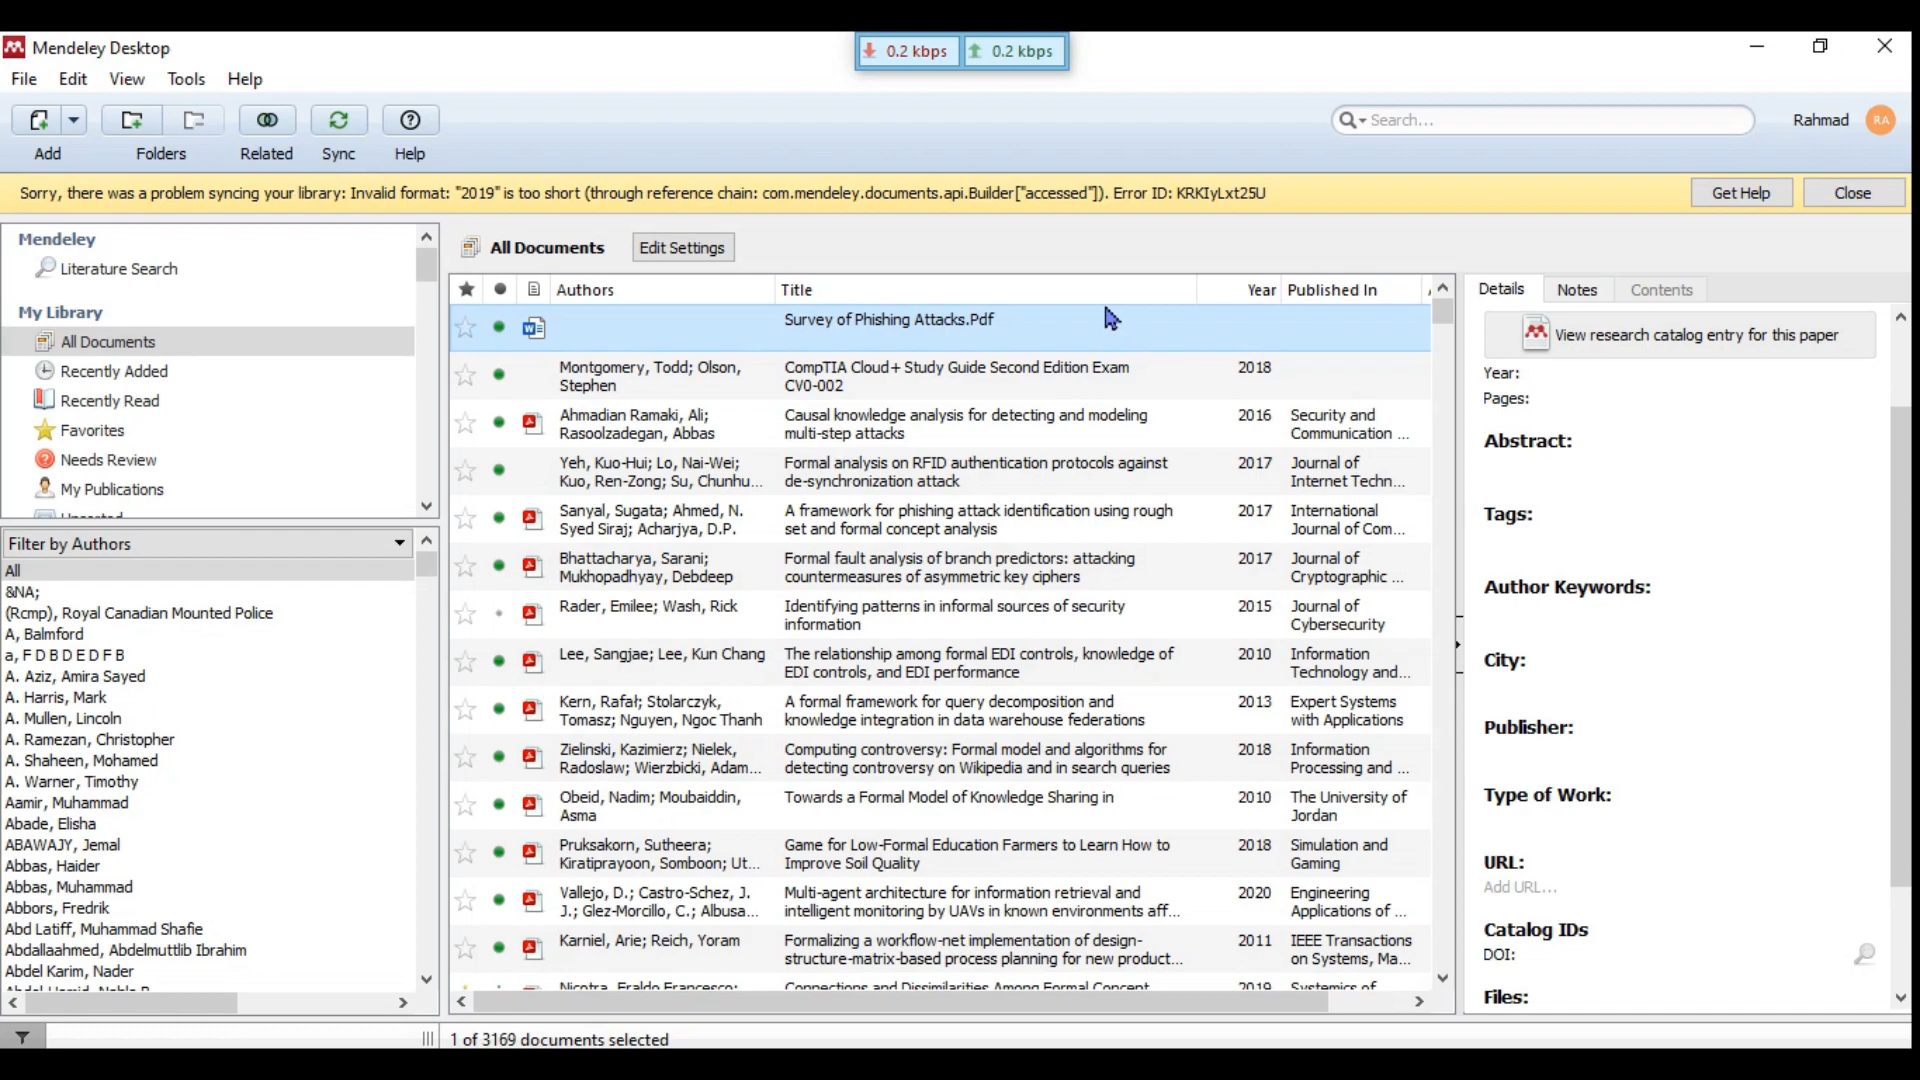 Mendeley Desktop
0.2 kbps 0.2 kbps
File Edit View Tools Help
Search...
Rahmad RA
Add Folders Related Sync Help
Sorry, there was a problem syncing your library: Invalid format: "2019" is too short (through reference chain: com.mendeley.documents.api.Builder["accessed"]). Error ID: KRKIyLxt25U
Get Help Close
Mendeley
Literature Search
My Library
All Documents
Recently Added
Recently Read
Favorites
Needs Review
My Publications
Unsorted
Filter by Authors
All
&NA;
(Rcmp), Royal Canadian Mounted Police
A, Balmford
a, F D B D E D F B
A. Aziz, Amira Sayed
A. Harris, Mark
A. Mullen, Lincoln
A. Ramezan, Christopher
A. Shaheen, Mohamed
A. Warner, Timothy
Aamir, Muhammad
Abade, Elisha
ABAWAJY, Jemal
Abbas, Haider
Abbas, Muhammad
Abbors, Fredrik
Abd Latiff, Muhammad Shafie
Abdallaahmed, Abdelmuttlib Ibrahim
Abdel Karim, Nader
All Documents Edit Settings
Authors Title Year Published In
Survey of Phishing Attacks.Pdf
Montgomery, Todd; Olson, CompTIA Cloud+ Study Guide Second Edition Exam 2018
Stephen CV0-002
Ahmadian Ramaki, Ali; Causal knowledge analysis for detecting and modeling 2016 Security and
Rasoolzadegan, Abbas multi-step attacks Communication ...
Yeh, Kuo-Hui; Lo, Nai-Wei; Formal analysis on RFID authentication protocols against 2017 Journal of
Kuo, Ren-Zong; Su, Chunhu... de-synchronization attack Internet Techn...
Sanyal, Sugata; Ahmed, N. A framework for phishing attack identification using rough 2017 International
Syed Siraj; Acharjya, D.P. set and formal concept analysis Journal of Com...
Bhattacharya, Sarani; Formal fault analysis of branch predictors: attacking 2017 Journal of
Mukhopadhyay, Debdeep countermeasures of asymmetric key ciphers Cryptographic ...
Rader, Emilee; Wash, Rick Identifying patterns in informal sources of security 2015 Journal of
information Cybersecurity
Lee, Sangjae; Lee, Kun Chang The relationship among formal EDI controls, knowledge of 2010 Information
EDI controls, and EDI performance Technology and...
Kern, Rafał; Stolarczyk, A formal framework for query decomposition and 2013 Expert Systems
Tomasz; Nguyen, Ngoc Thanh knowledge integration in data warehouse federations with Applications
Zielinski, Kazimierz; Nielek, Computing controversy: Formal model and algorithms for 2018 Information
Radoslaw; Wierzbicki, Adam... detecting controversy on Wikipedia and in search queries Processing and ...
Obeid, Nadim; Moubaiddin, Towards a Formal Model of Knowledge Sharing in 2010 The University of
Asma Jordan
Pruksakorn, Sutheera; Game for Low-Formal Education Farmers to Learn How to 2018 Simulation and
Kiratiprayoon, Somboon; Ut... Improve Soil Quality Gaming
Vallejo, D.; Castro-Schez, J. Multi-agent architecture for information retrieval and 2020 Engineering
J.; Glez-Morcillo, C.; Albusa... intelligent monitoring by UAVs in known environments aff... Applications of ...
Karniel, Arie; Reich, Yoram Formalizing a workflow-net implementation of design- 2011 IEEE Transactions
structure-matrix-based process planning for new product... on Systems, Ma...
Nicotra, Eraldo Francesco; Connections and Dissimilarities Among Formal Concept 2019 Systemics of
Details Notes Contents
View research catalog entry for this paper
Year:
Pages:
Abstract:
Tags:
Author Keywords:
City:
Publisher:
Type of Work:
URL:
Add URL...
Catalog IDs
DOI:
Files:
1 of 3169 documents selected